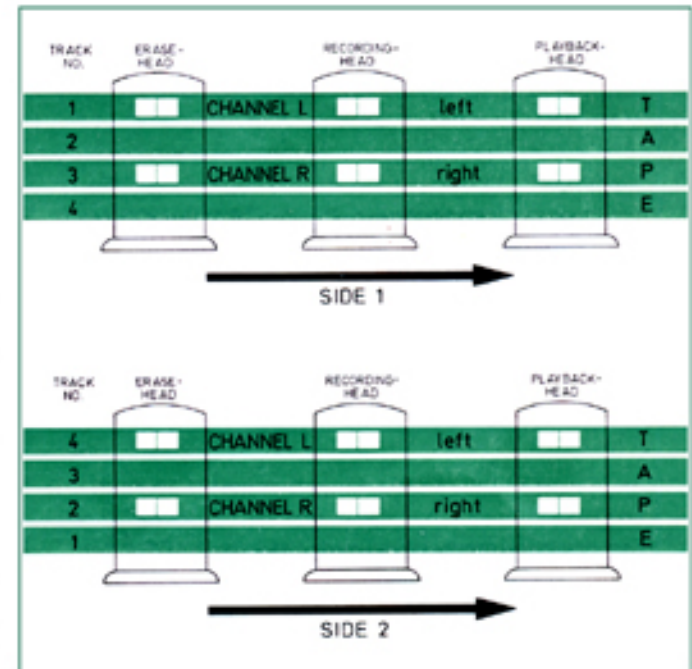 TRACK NO. ERASE-HEAD RECORDING-HEAD PLAYBACK-HEAD
1 CHANNEL L left T
2 A
3 CHANNEL R right P
4 E
SIDE 1
TRACK NO. ERASE-HEAD RECORDING-HEAD PLAYBACK-HEAD
4 CHANNEL L left T
3 A
2 CHANNEL R right P
1 E
SIDE 2